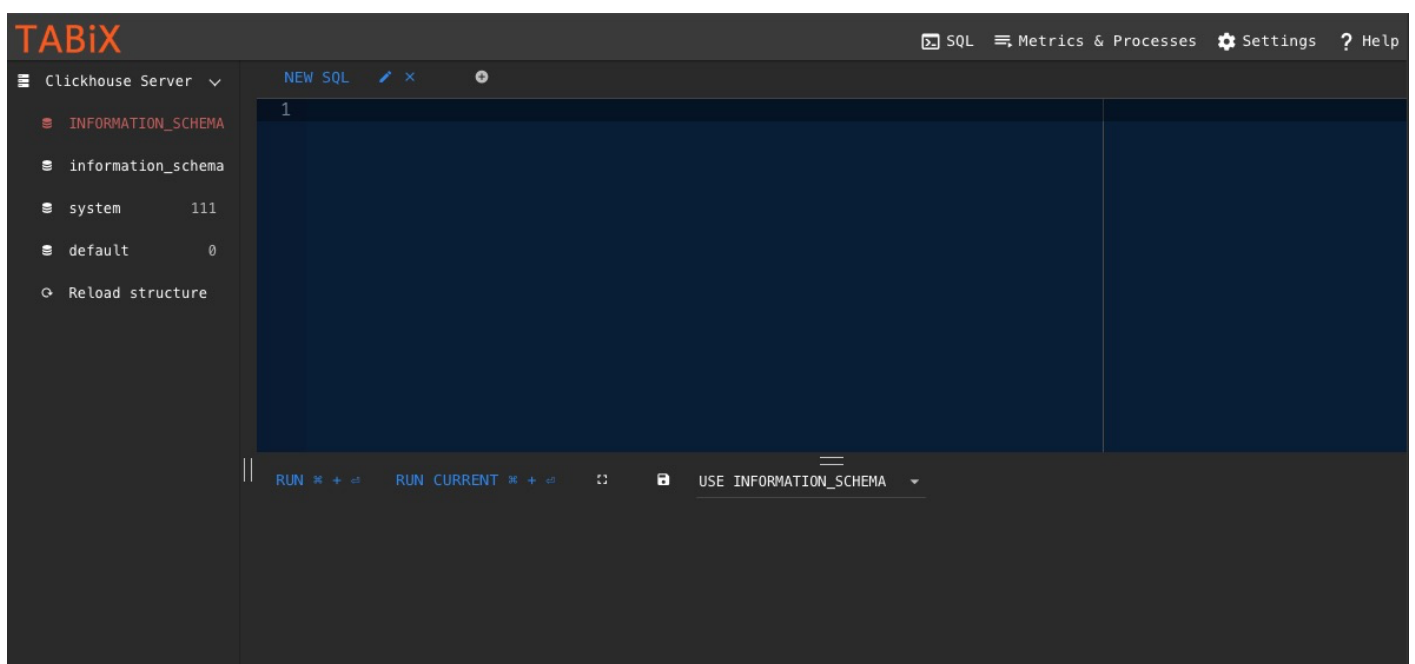 TABiX
SQL Metrics & Processes Settings ? Help
Clickhouse Server
NEW SQL
1
INFORMATION_SCHEMA
information_schema
system 111
default 0
Reload structure
RUN ⌘ + ⏎ RUN CURRENT ⌘ + ⏎ USE INFORMATION_SCHEMA